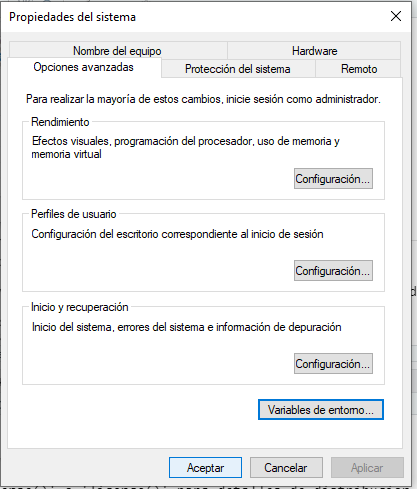 Propiedades del sistema
Nombre del equipo
Hardware
Opciones avanzadas
Protección del sistema
Remoto
Para realizar la mayoría de estos cambios, inicie sesión como administrador.
Rendimiento
Efectos visuales, programación del procesador, uso de memoria y
memoria virtual
Configuración...
Perfiles de usuario
Configuración del escritorio correspondiente al inicio de sesión
Configuración...
Inicio y recuperación
Inicio del sistema, errores del sistema e información de depuración
Configuración...
Variables de entorno...
Aceptar
Cancelar
Aplicar